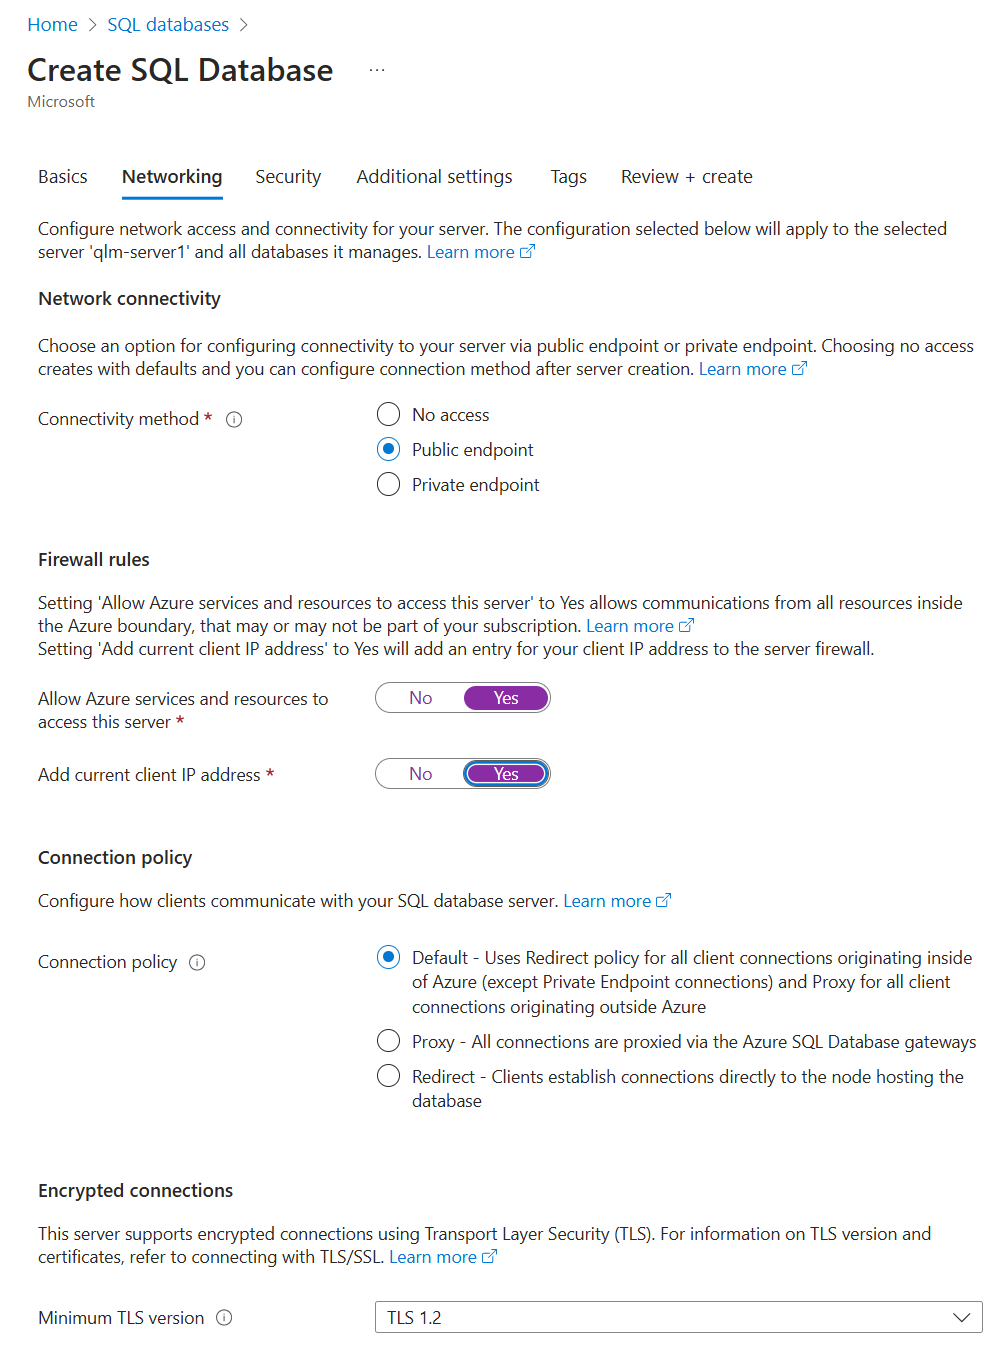 Home > SQL databases >
Create SQL Database ...
Microsoft
Basics Networking Security Additional settings Tags Review + create
Configure network access and connectivity for your server. The configuration selected below will apply to the selected
server 'qlm-server1' and all databases it manages. Learn more
Network connectivity
Choose an option for configuring connectivity to your server via public endpoint or private endpoint. Choosing no access
creates with defaults and you can configure connection method after server creation. Learn more
Connectivity method *
No access
Public endpoint
Private endpoint
Firewall rules
Setting 'Allow Azure services and resources to access this server' to Yes allows communications from all resources inside
the Azure boundary, that may or may not be part of your subscription. Learn more
Setting 'Add current client IP address' to Yes will add an entry for your client IP address to the server firewall.
Allow Azure services and resources to
access this server *
No Yes
Add current client IP address *
No Yes
Connection policy
Configure how clients communicate with your SQL database server. Learn more
Connection policy
Default - Uses Redirect policy for all client connections originating inside
of Azure (except Private Endpoint connections) and Proxy for all client
connections originating outside Azure
Proxy - All connections are proxied via the Azure SQL Database gateways
Redirect - Clients establish connections directly to the node hosting the
database
Encrypted connections
This server supports encrypted connections using Transport Layer Security (TLS). For information on TLS version and
certificates, refer to connecting with TLS/SSL. Learn more
Minimum TLS version
TLS 1.2